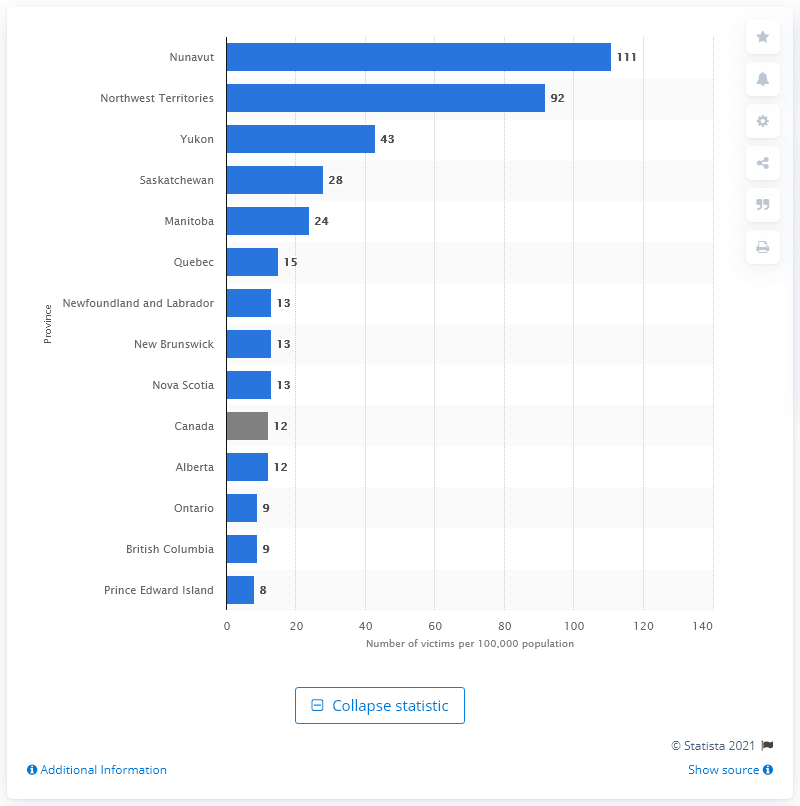 Nunavut 111
Northwest Territories 92
Yukon 43
Saskatchewan 28
Manitoba 24
Quebec 15
Newfoundland and Labrador 13
New Brunswick 13
Nova Scotia 13
Canada 12
Alberta 12
Ontario 9
British Columbia 9
Prince Edward Island 8
Province
0 20 40 60 80 100 120 140
Number of victims per 100,000 population
Collapse statistic
© Statista 2021
Additional Information
Show source